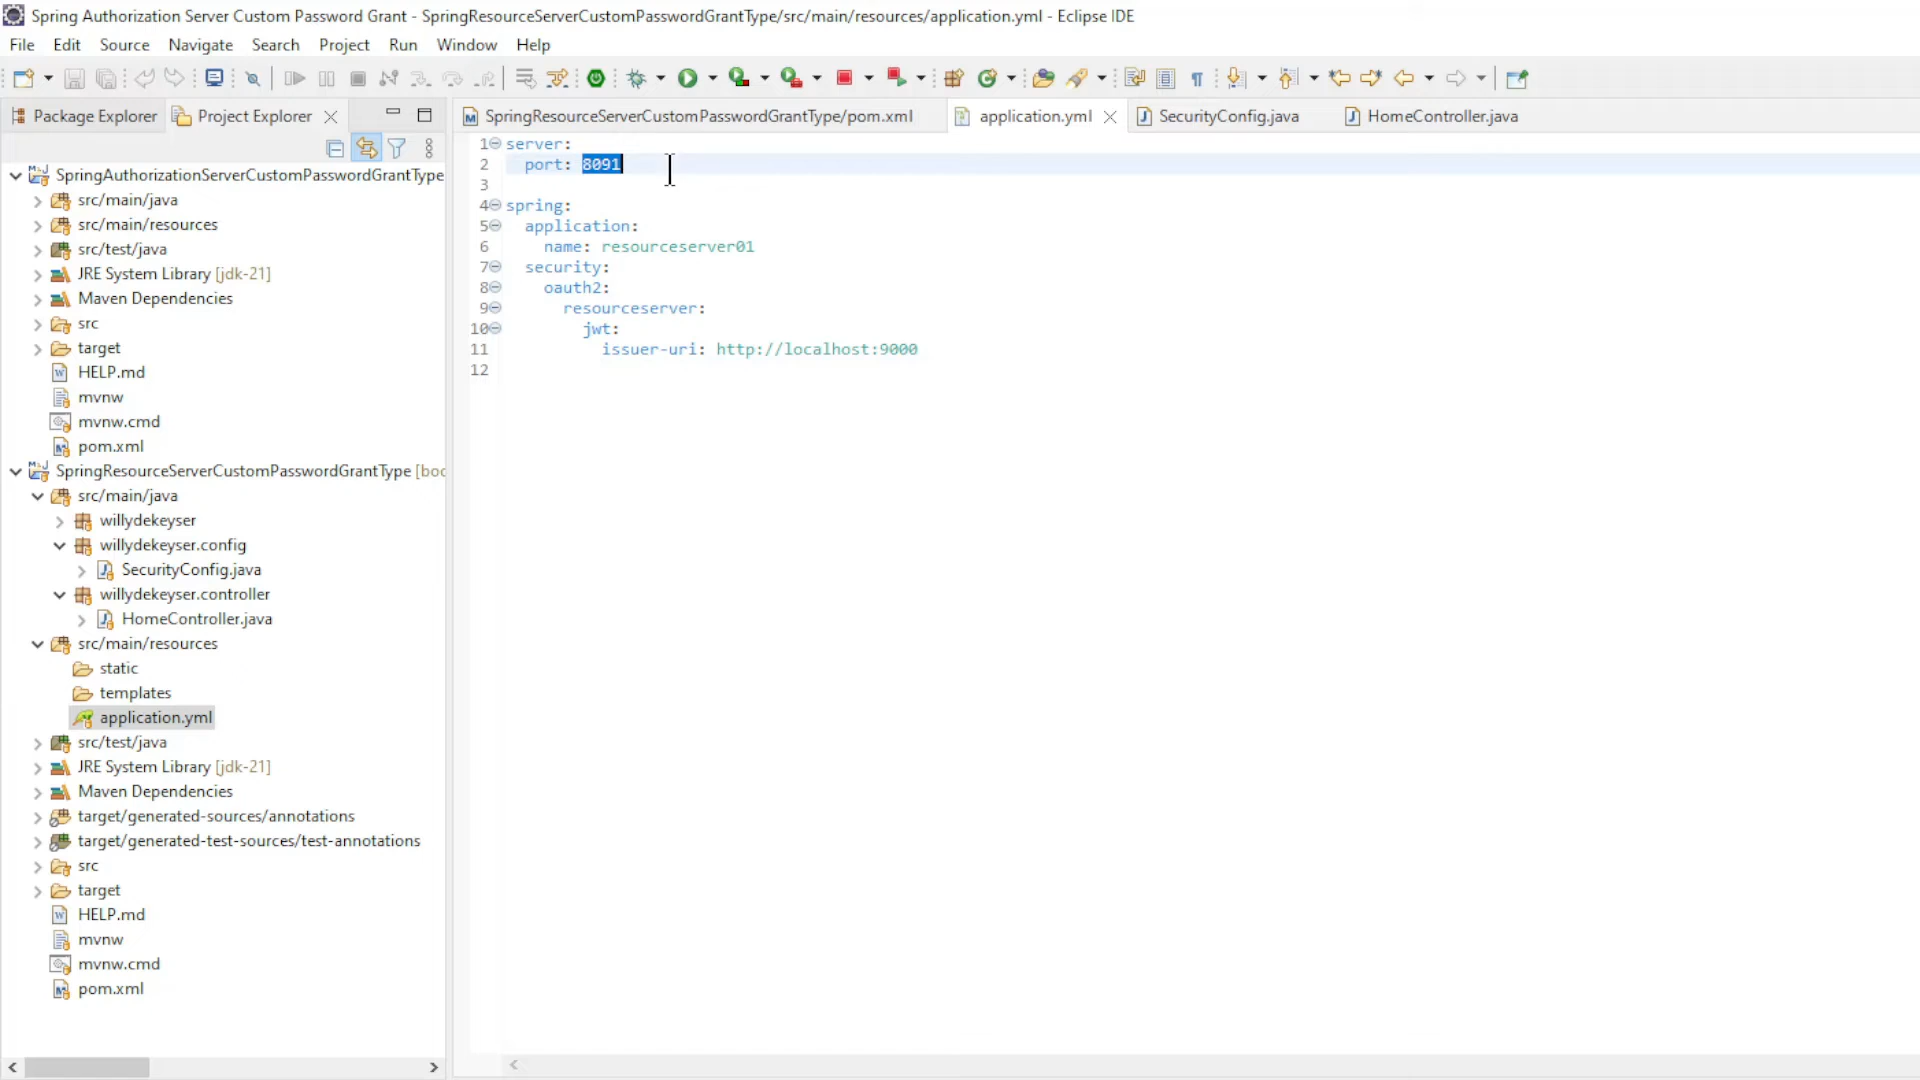 Spring Authorization Server Custom Password Grant - SpringResourceServerCustomPasswordGrantType/src/main/resources/application.yml - Eclipse IDE
File Edit Source Navigate Search Project Run Window Help
Package Explorer Project Explorer
SpringResourceServerCustomPasswordGrantType/pom.xml application.yml SecurityConfig.java HomeController.java
SpringAuthorizationServerCustomPasswordGrantType
src/main/java
src/main/resources
src/test/java
JRE System Library [jdk-21]
Maven Dependencies
src
target
HELP.md
mvnw
mvnw.cmd
pom.xml
SpringResourceServerCustomPasswordGrantType [boo
src/main/java
willydekeyser
willydekeyser.config
SecurityConfig.java
willydekeyser.controller
HomeController.java
src/main/resources
static
templates
application.yml
src/test/java
JRE System Library [jdk-21]
Maven Dependencies
target/generated-sources/annotations
target/generated-test-sources/test-annotations
src
target
HELP.md
mvnw
mvnw.cmd
pom.xml
1 server:
2 port: 8091
3
4 spring:
5 application:
6 name: resourceserver01
7 security:
8 oauth2:
9 resourceserver:
10 jwt:
11 issuer-uri: http://localhost:9000
12